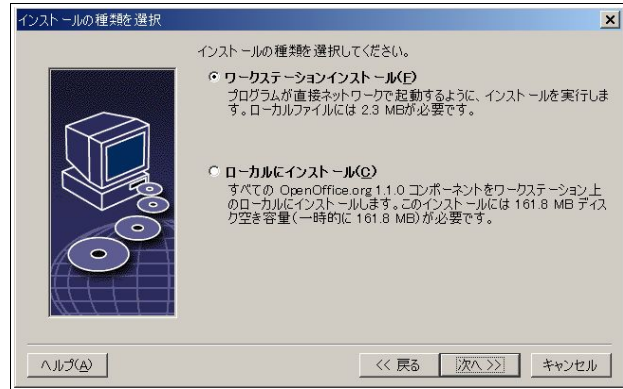 インストールの種類を選択
インストールの種類を選択してください。
ワークステーションインストール(F)
プログラムが直接ネットワークで起動するように、インストールを実行しま
す。ローカルファイルには 2.3 MBが必要です。
ローカルにインストール(C)
すべての OpenOffice.org 1.1.0 コンポーネントをワークステーション上
のローカルにインストールします。このインストールには 161.8 MB ディス
ク空き容量(一時的に 161.8 MB)が必要です。
ヘルプ(A)
<< 戻る
次へ >>
キャンセル